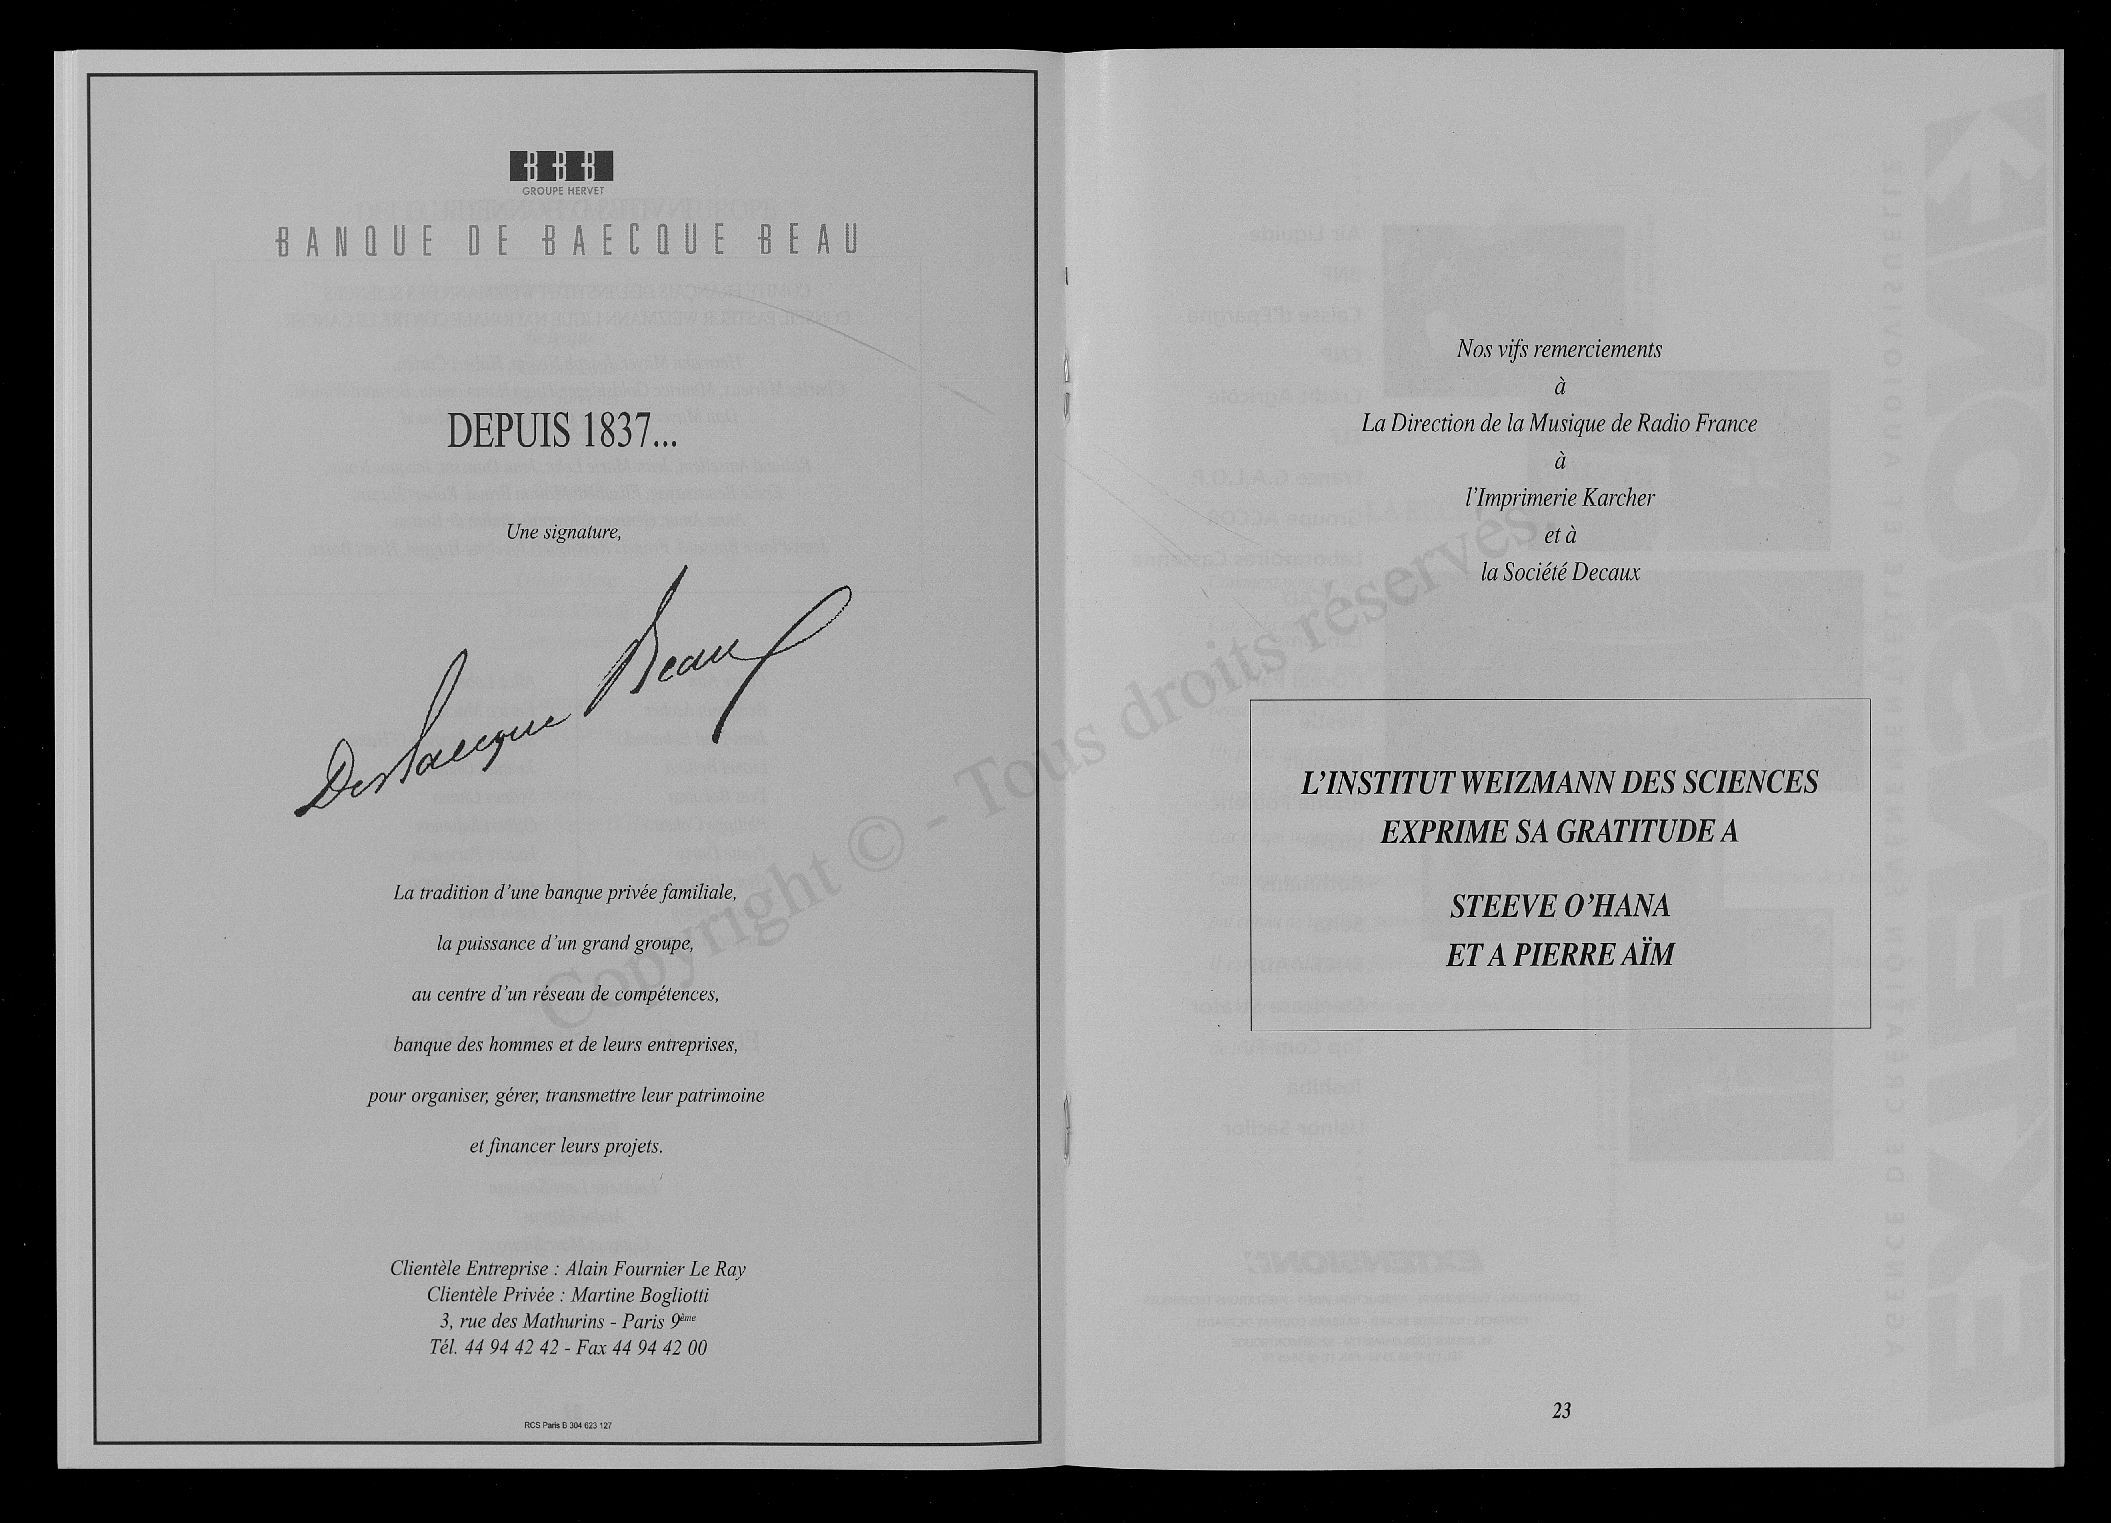 BBB
GROUPE HERVET
BANQUE DE BAECQUE BEAU
DEPUIS 1837...
Une signature,
De Baecque Beau
La tradition d'une banque privée familiale,
la puissance d'un grand groupe,
au centre d'un réseau de compétences,
banque des hommes et de leurs entreprises,
pour organiser, gérer, transmettre leur patrimoine
et financer leurs projets.
Clientèle Entreprise : Alain Fournier Le Ray
Clientèle Privée : Martine Bogliotti
3, rue des Mathurins - Paris 9ème
Tél. 44 94 42 42 - Fax 44 94 42 00
RCS Paris B 304 623 127
Copyright © - Tous droits réservés.
Nos vifs remerciements
à
La Direction de la Musique de Radio France
à
l'Imprimerie Karcher
et à
la Société Decaux
L'INSTITUT WEIZMANN DES SCIENCES
EXPRIME SA GRATITUDE A
STEEVE O'HANA
ET A PIERRE AÏM
23